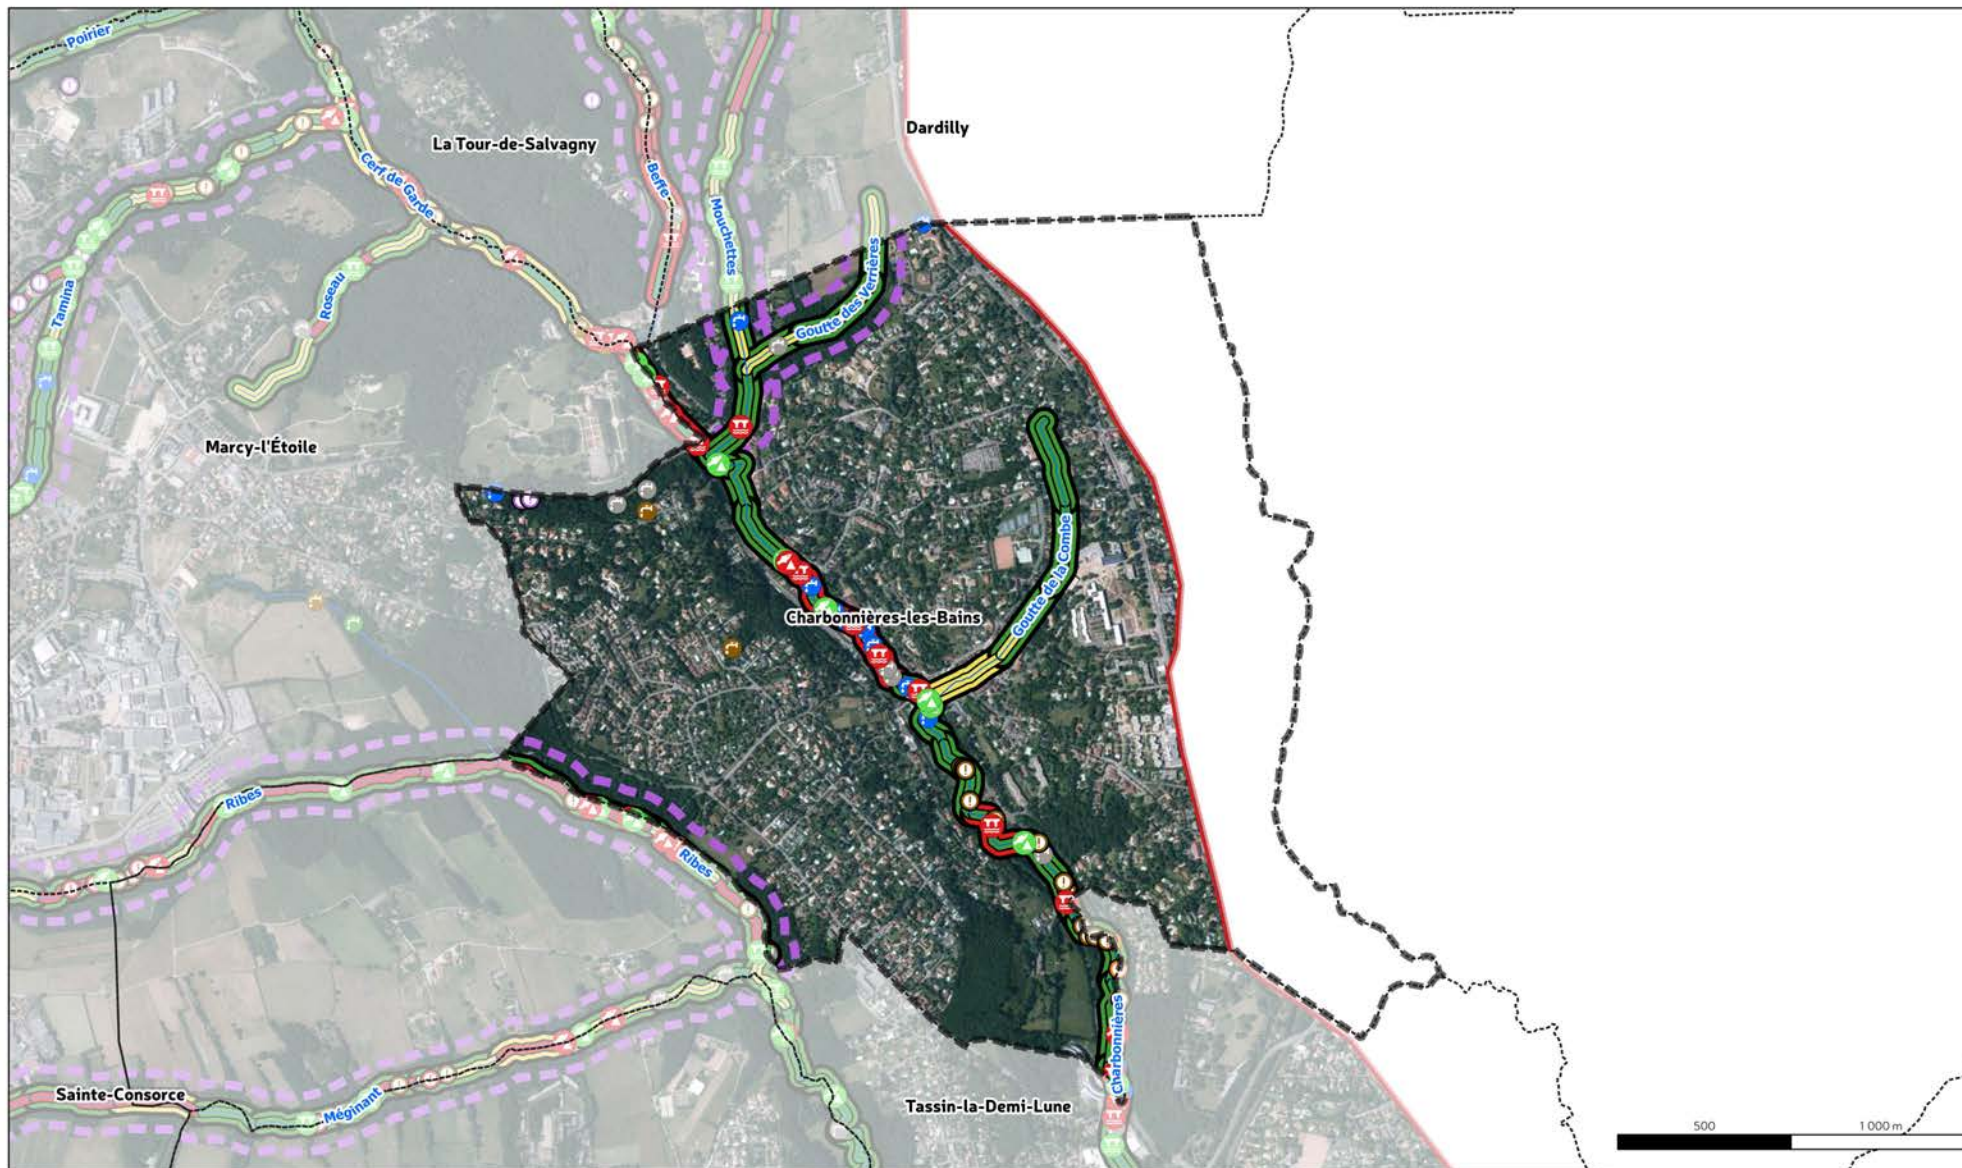 Poirier
Dardilly
La Tour-de-Salvagny
Cerf de Garde
Beffe
Mouchettes
Goutte des Verrières
Tamina
Roseau
Marcy-l'Étoile
Goutte de la Combe
Charbonnières-les-Bains
Ribes
Ribes
Charbonnières
Sainte-Consorce
Méginant
Tassin-la-Demi-Lune
500
1 000 m